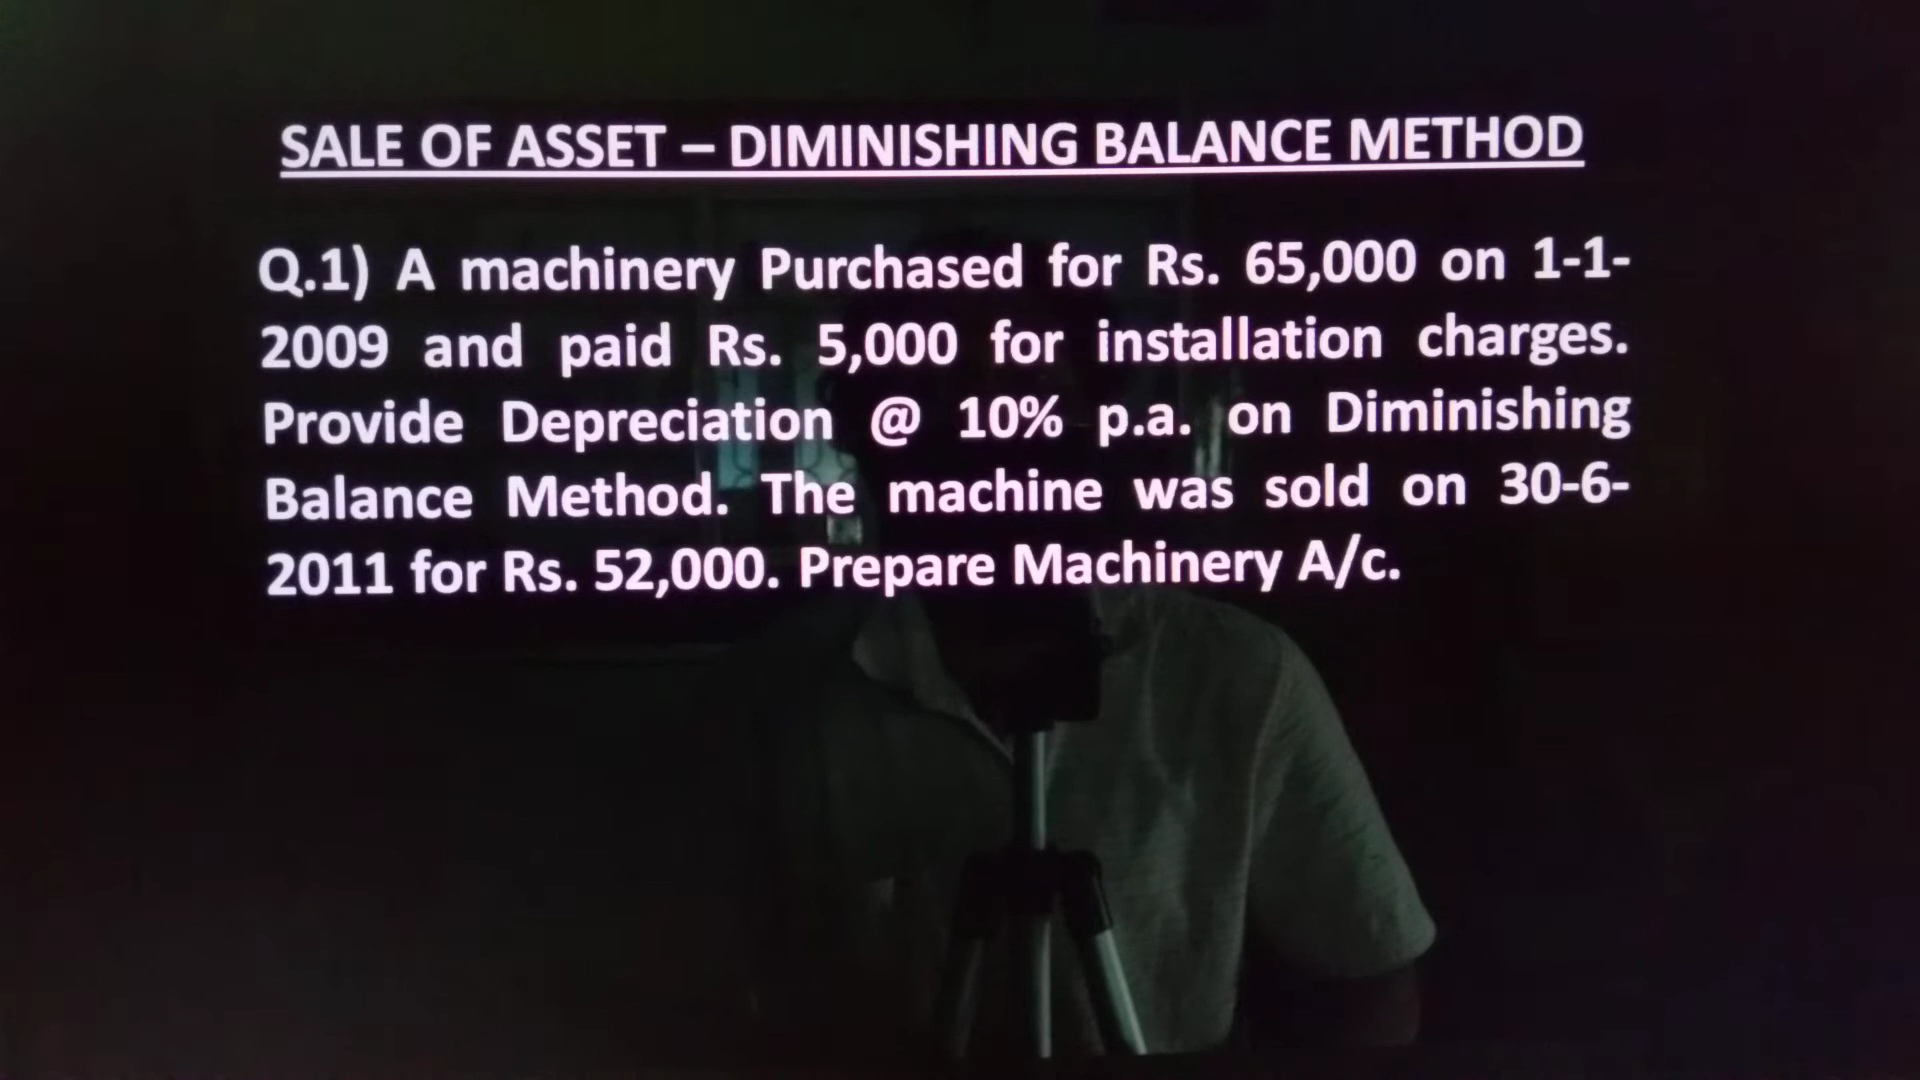 SALE OF ASSET – DIMINISHING BALANCE METHOD
Q.1) A machinery Purchased for Rs. 65,000 on 1-1-
2009 and paid Rs. 5,000 for installation charges.
Provide Depreciation @ 10% p.a. on Diminishing
Balance Method. The machine was sold on 30-6-
2011 for Rs. 52,000. Prepare Machinery A/c.